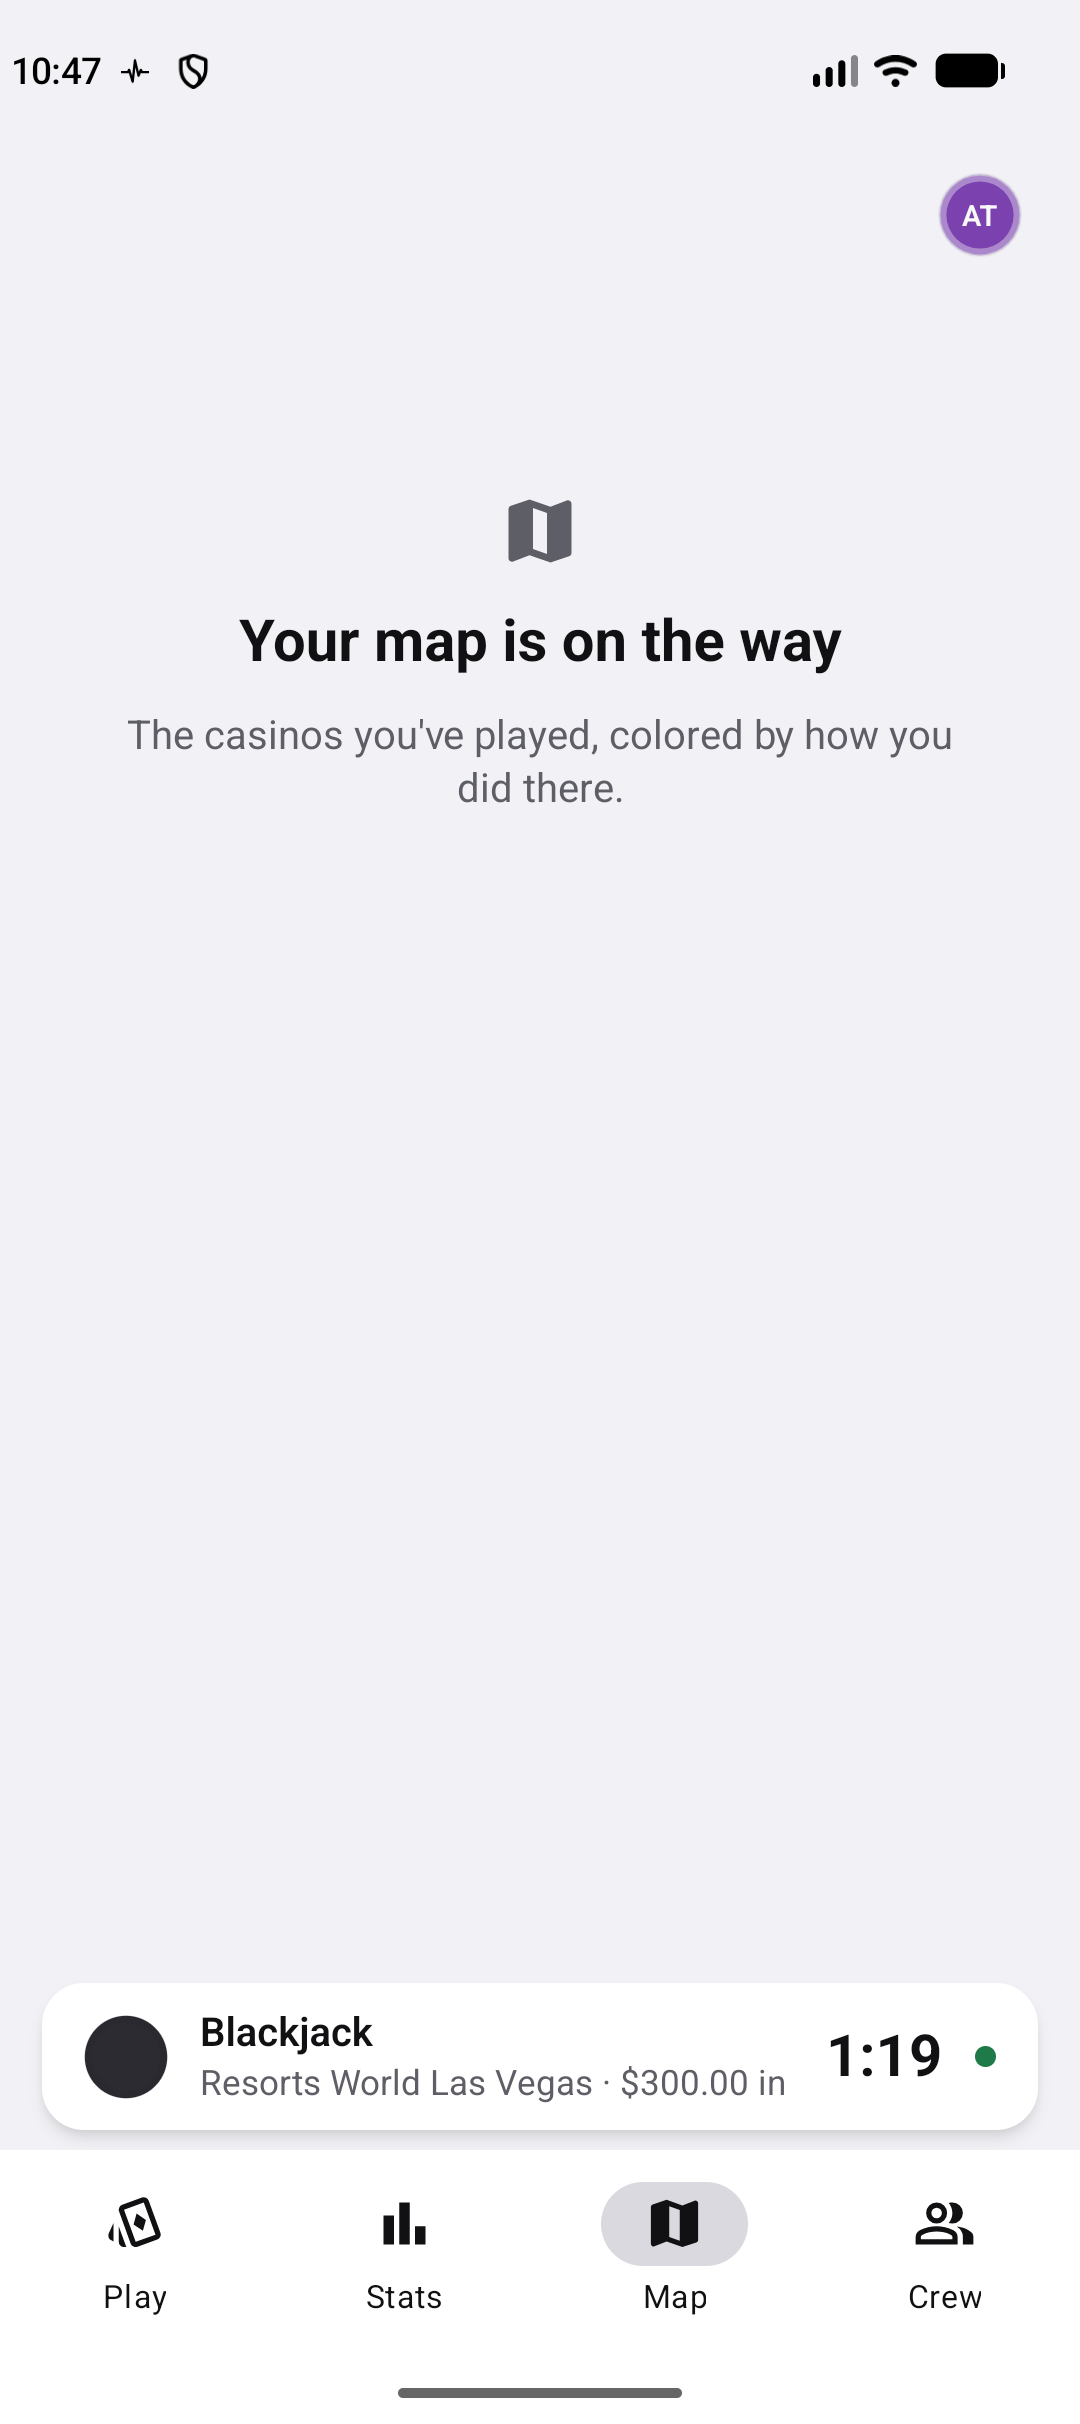 10:47
AT
Your map is on the way
The casinos you've played, colored by how you
did there.
Blackjack
Resorts World Las Vegas · $300.00 in
1:19
Play
Stats
Map
Crew